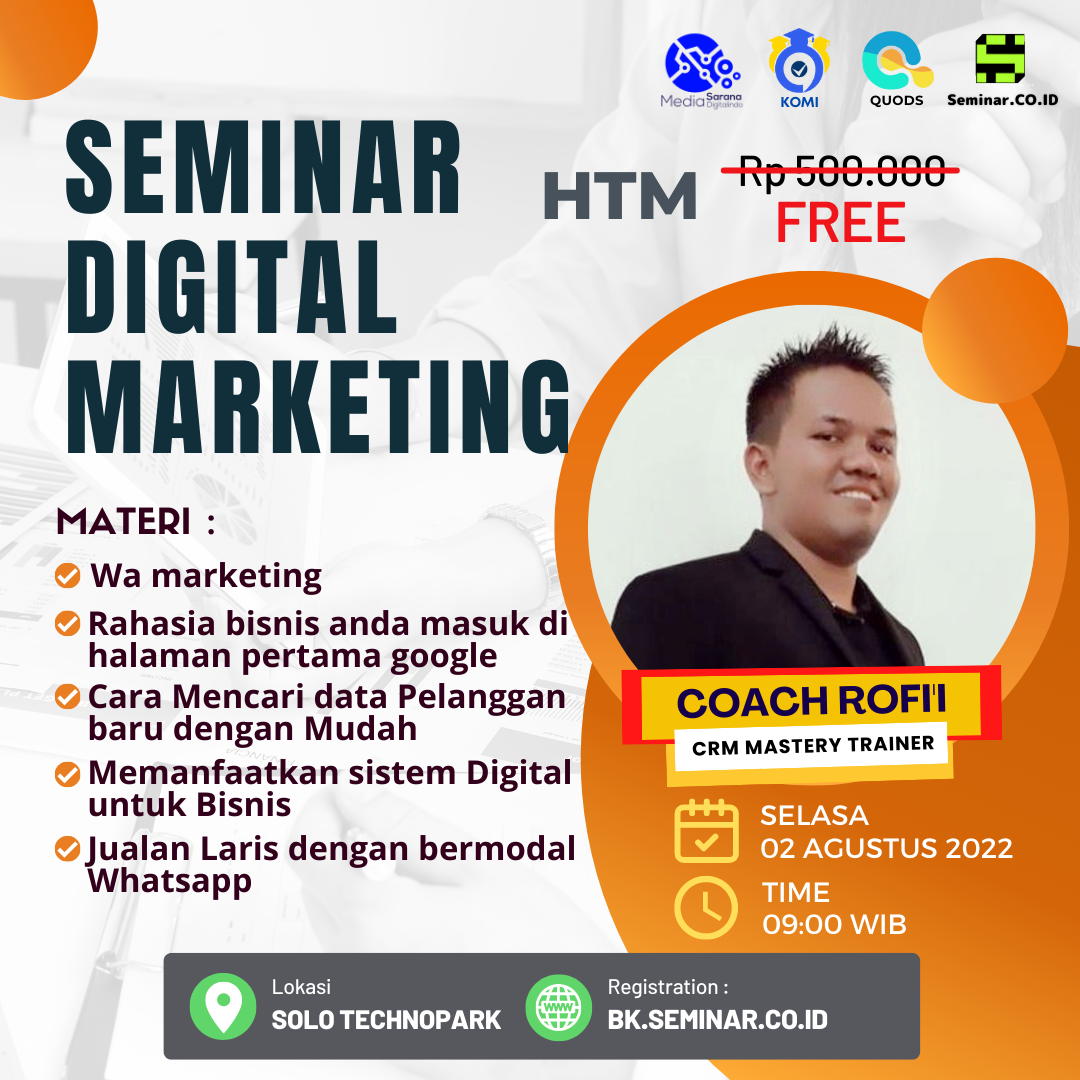 Media Sarana Digitalindo
KOMI
QUODS
Seminar.CO.ID
SEMINAR
DIGITAL
MARKETING
HTM
Rp 500.000
FREE
MATERI :
Wa marketing
Rahasia bisnis anda masuk di
halaman pertama google
Cara Mencari data Pelanggan
baru dengan Mudah
Memanfaatkan sistem Digital
untuk Bisnis
Jualan Laris dengan bermodal
Whatsapp
COACH ROFI'I
CRM MASTERY TRAINER
SELASA
02 AGUSTUS 2022
TIME
09:00 WIB
Lokasi
SOLO TECHNOPARK
www
Registration :
BK.SEMINAR.CO.ID